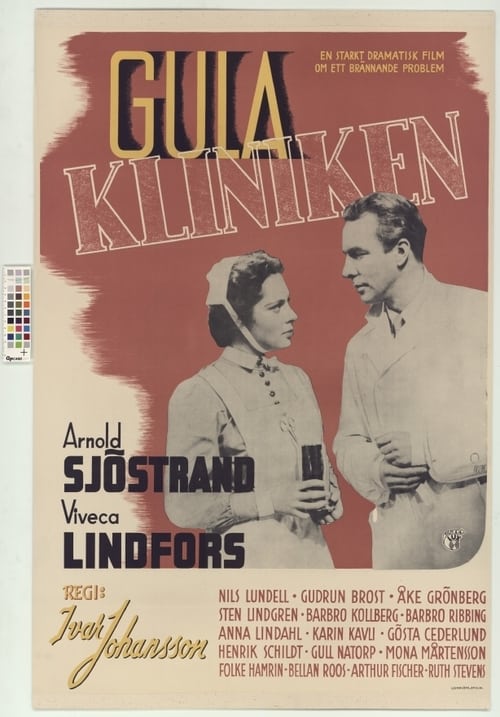 GULA
KLINIKEN
EN STARKT DRAMATISK FILM
OM ETT BRÄNNANDE PROBLEM
Arnold
SJÖSTRAND
Viveca
LINDFORS
REGI:
Ivar Johansson
NILS LUNDELL • GUDRUN BROST • ÅKE GRÖNBERG
STEN LINDGREN • BARBRO KOLLBERG • BARBRO RIBBING
ANNA LINDAHL • KARIN KAVLI • GÖSTA CEDERLUND
HENRIK SCHILDT • GULL NATORP • MONA MÅRTENSON
FOLKE HAMRIN • BELLAN ROOS • ARTHUR FISCHER • RUTH STEVENS